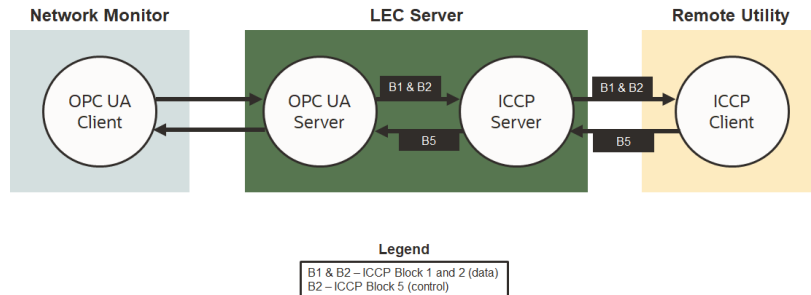 Network Monitor
LEC Server
Remote Utility
OPC UA
Client
OPC UA
Server
B1 & B2
B5
ICCP
Server
B1 & B2
B5
ICCP
Client
Legend
B1 & B2 – ICCP Block 1 and 2 (data)
B2 – ICCP Block 5 (control)